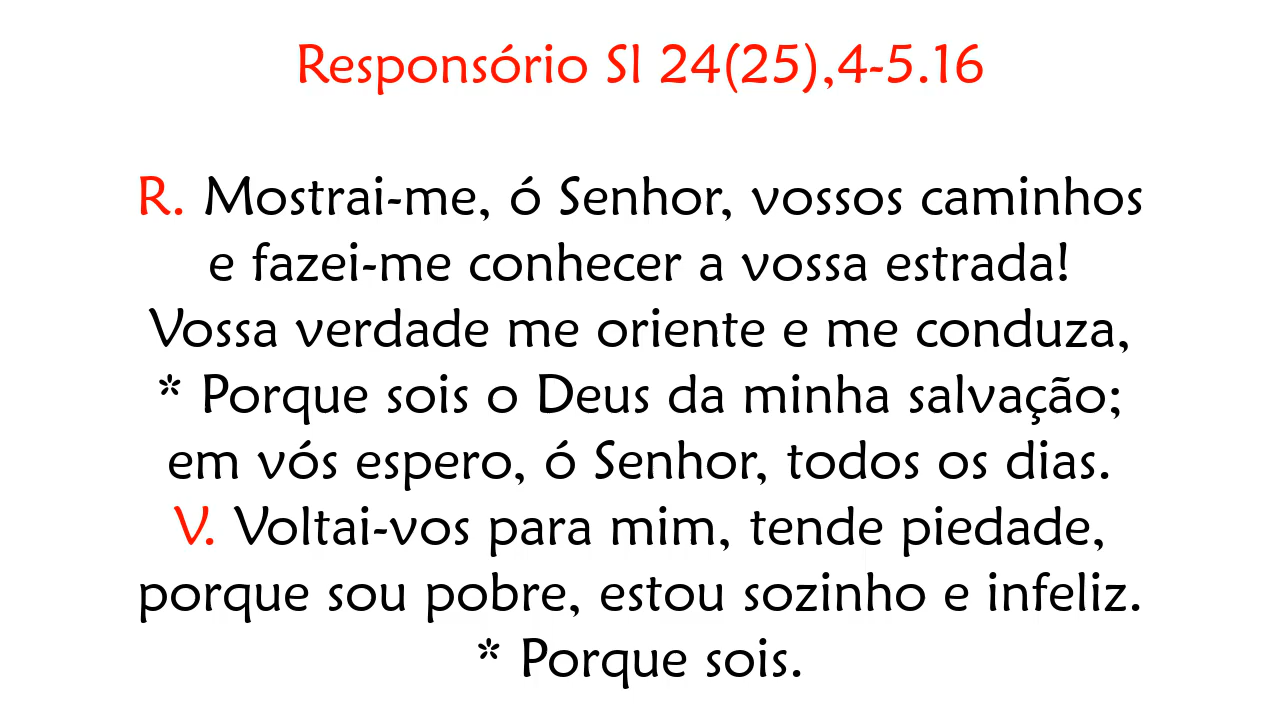 Responsório Sl 24(25),4-5.16
R. Mostrai-me, ó Senhor, vossos caminhos
e fazei-me conhecer a vossa estrada!
Vossa verdade me oriente e me conduza,
* Porque sois o Deus da minha salvação;
em vós espero, ó Senhor, todos os dias.
V. Voltai-vos para mim, tende piedade,
porque sou pobre, estou sozinho e infeliz.
* Porque sois.